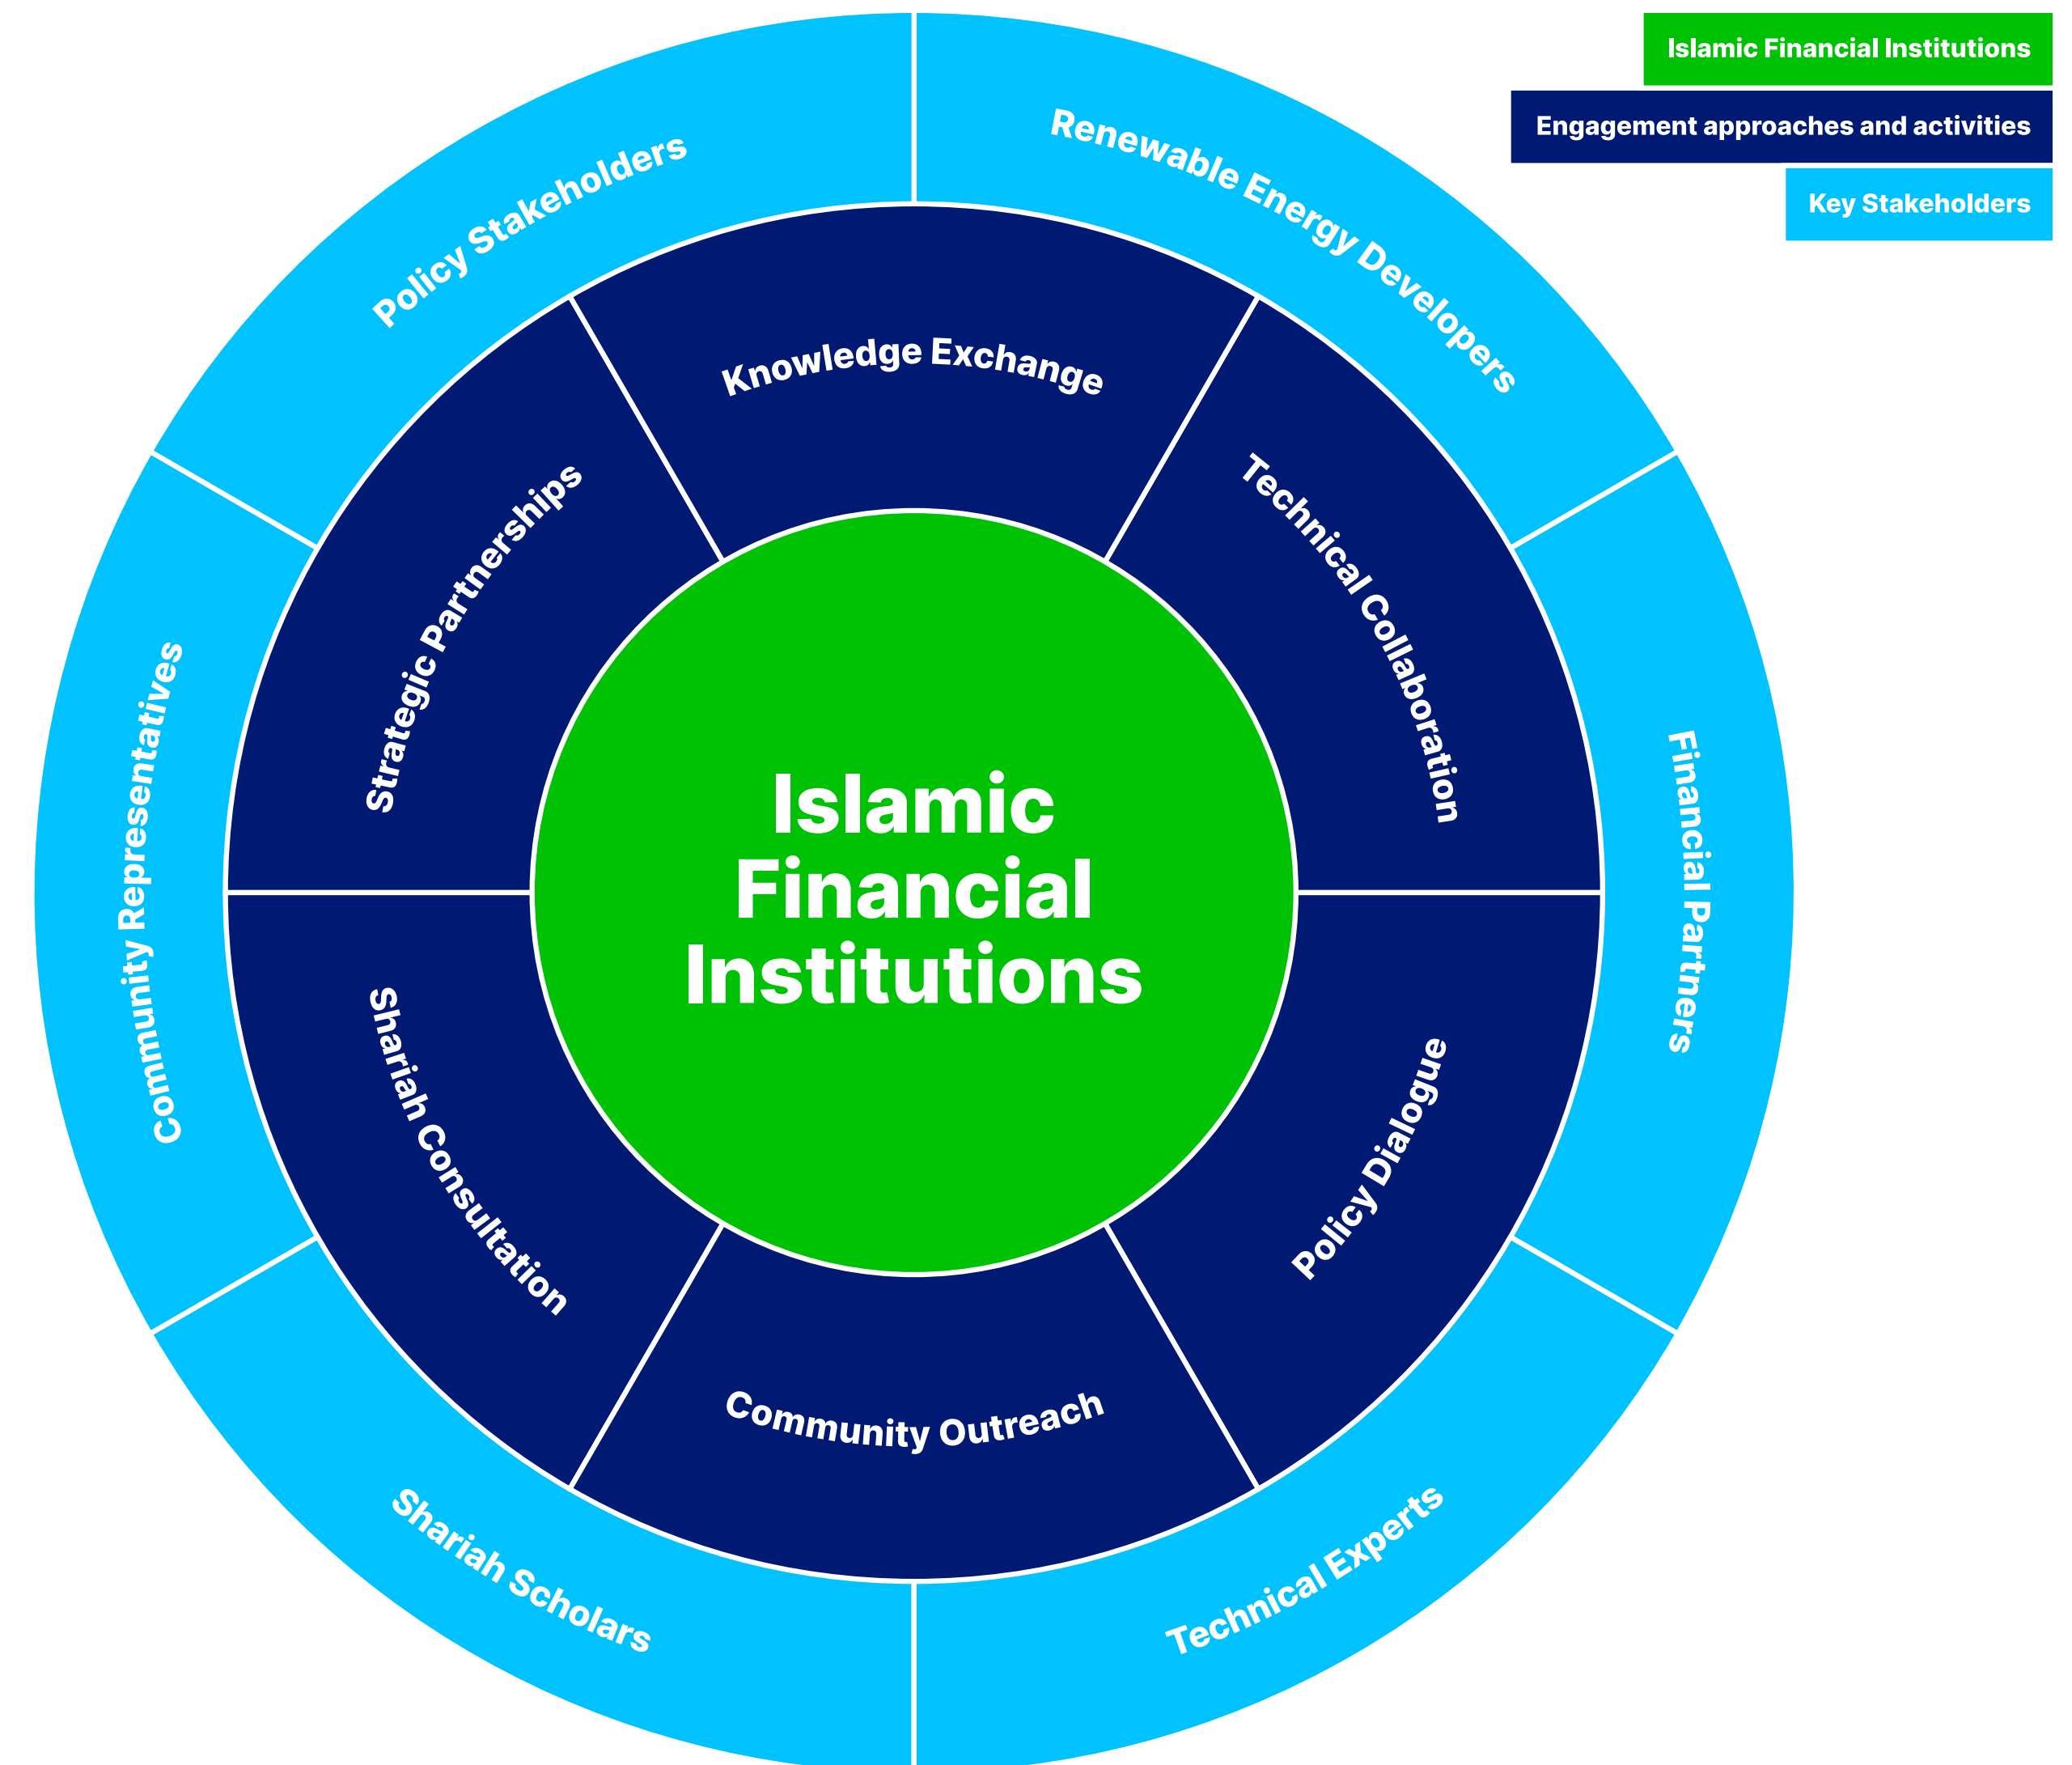 Islamic Financial Institutions
Engagement approaches and activities
Key Stakeholders
Policy Stakeholders
Renewable Energy Developers
Financial Partners
Technical Experts
Shariah Scholars
Community Representatives
Knowledge Exchange
Technical Collaboration
Policy Dialogue
Community Outreach
Shariah Consultation
Strategic Partnerships
Islamic
Financial
Institutions